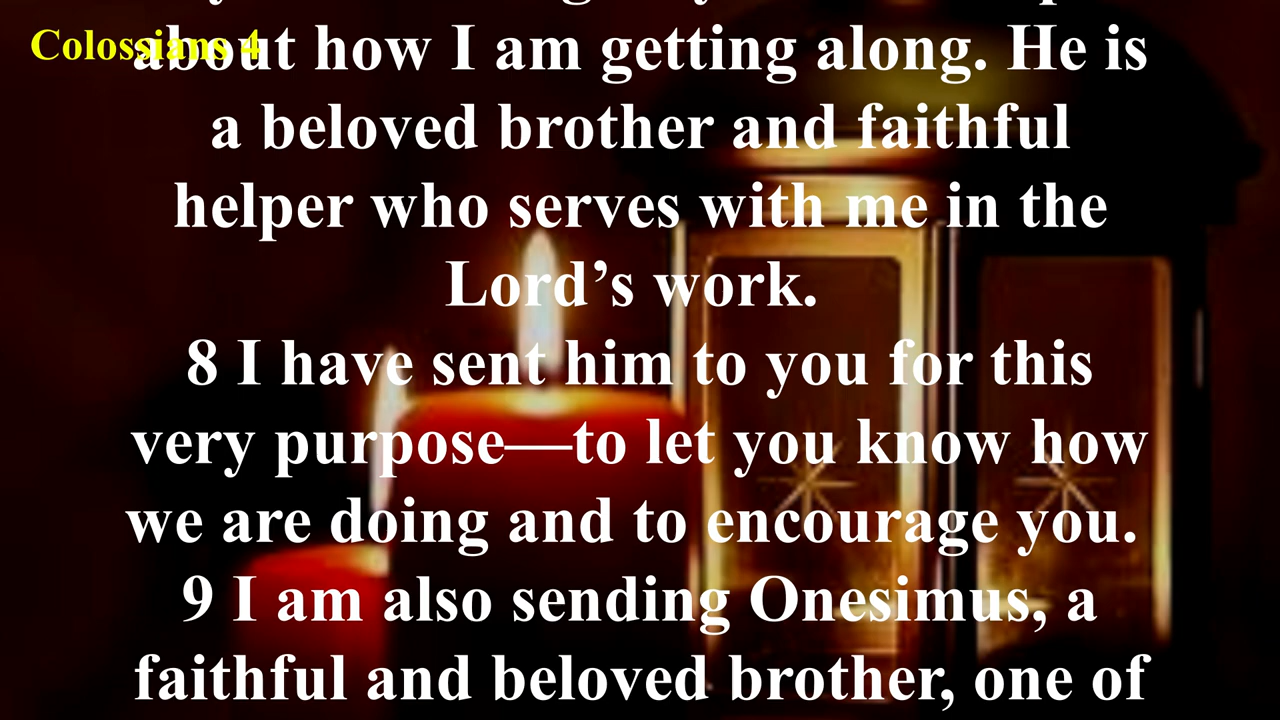 Colossians 4
about how I am getting along. He is
a beloved brother and faithful
helper who serves with me in the
Lord’s work.
8 I have sent him to you for this
very purpose—to let you know how
we are doing and to encourage you.
9 I am also sending Onesimus, a
faithful and beloved brother, one of